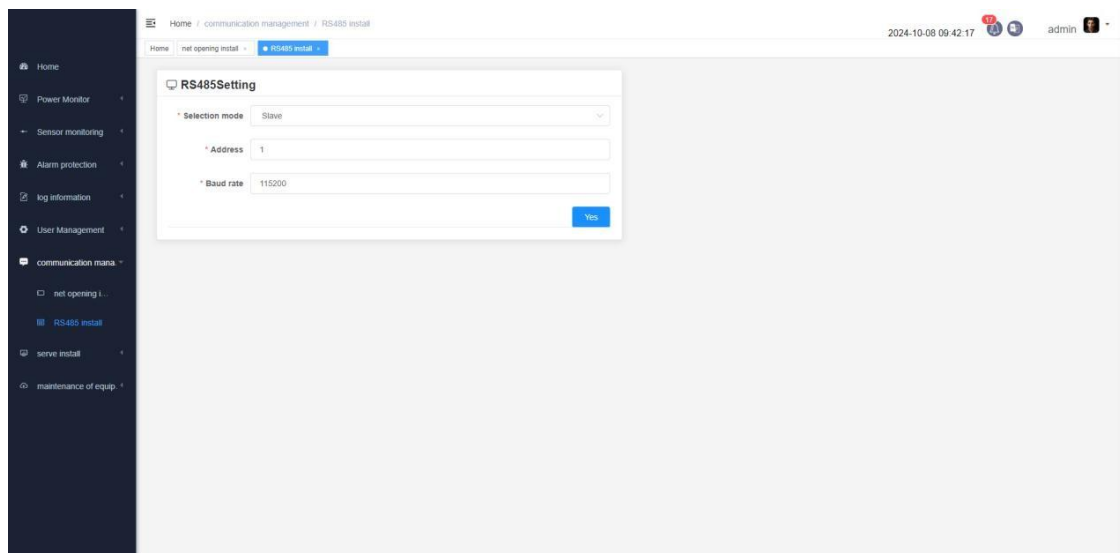 Home / communication management / RS485 install
2024-10-08 09:42:17
17
admin
Home
net opening install ×
RS485 install ×
Home
Power Monitor
Sensor monitoring
Alarm protection
log information
User Management
communication mana.
net opening i...
RS485 install
serve install
maintenance of equip.
RS485Setting
* Selection mode Slave
* Address 1
* Baud rate 115200
Yes